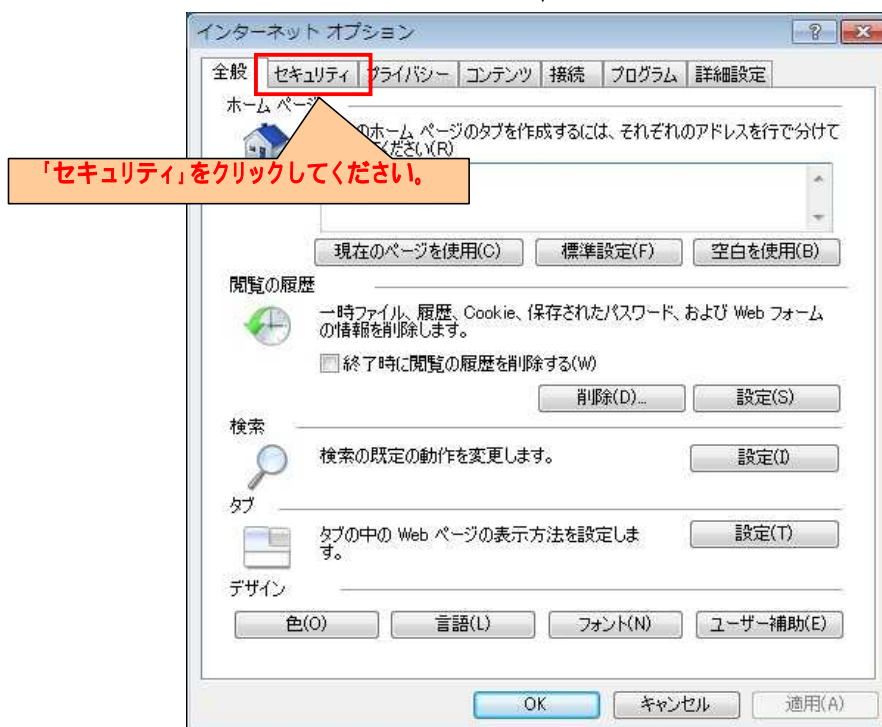 インターネット オプション
全般 セキュリティ プライバシー コンテンツ 接続 プログラム 詳細設定
ホーム ページ
のホーム ページのタブを作成するには、それぞれのアドレスを行で分けて
ください(R)
「セキュリティ」をクリックしてください。
現在のページを使用(C) 標準設定(F) 空白を使用(B)
閲覧の履歴
一時ファイル、履歴、Cookie、保存されたパスワード、および Web フォーム
の情報を削除します。
終了時に閲覧の履歴を削除する(W)
削除(D)... 設定(S)
検索
検索の既定の動作を変更します。
設定(I)
タブ
タブの中の Web ページの表示方法を設定しま
す。
設定(T)
デザイン
色(O) 言語(L) フォント(N) ユーザー補助(E)
OK キャンセル 適用(A)